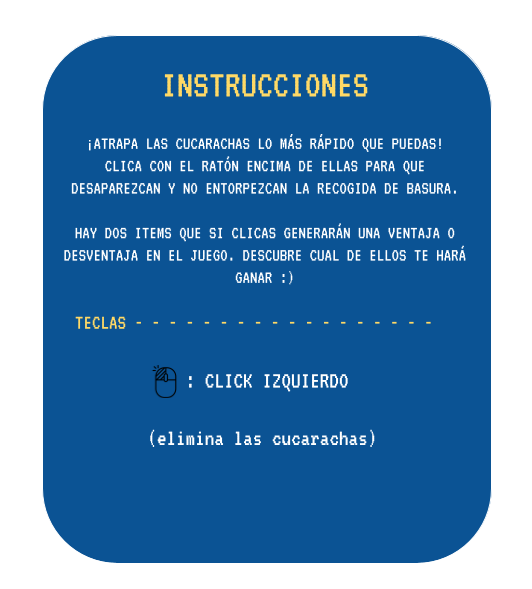 INSTRUCCIONES
¡ATRAPA LAS CUCARACHAS LO MÁS RÁPIDO QUE PUEDAS!
CLICA CON EL RATÓN ENCIMA DE ELLAS PARA QUE
DESAPAREZCAN Y NO ENTORPEZCAN LA RECOGIDA DE BASURA.
HAY DOS ITEMS QUE SI CLICAS GENERARÁN UNA VENTAJA O
DESVENTAJA EN EL JUEGO. DESCUBRE CUAL DE ELLOS TE HARÁ
GANAR :)
TECLAS - - - - - - - - - - - - - - - - - -
: CLICK IZQUIERDO
(elimina las cucarachas)